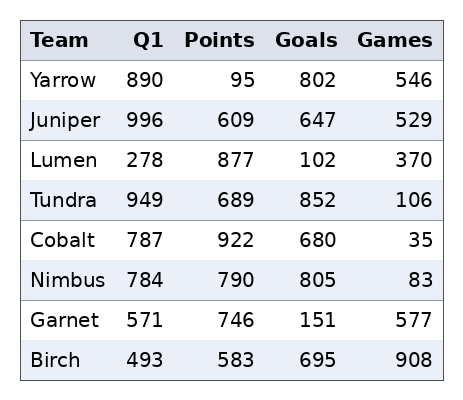 Team Q1 Points Goals Games
Yarrow 890 95 802 546
Juniper 996 609 647 529
Lumen 278 877 102 370
Tundra 949 689 852 106
Cobalt 787 922 680 35
Nimbus 784 790 805 83
Garnet 571 746 151 577
Birch 493 583 695 908